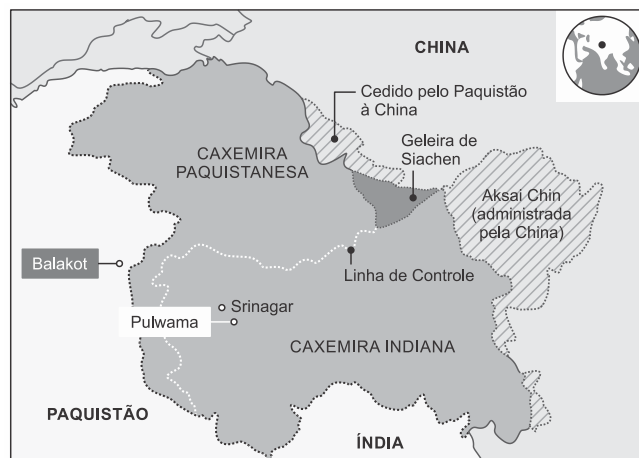 CHINA
Cedido pelo Paquistão
à China
CAXEMIRA
PAQUISTANESA
Geleira de
Siachen
Aksai Chin
(administrada
pela China)
Balakot
Linha de Controle
Srinagar
Pulwama
CAXEMIRA INDIANA
PAQUISTÃO
ÍNDIA